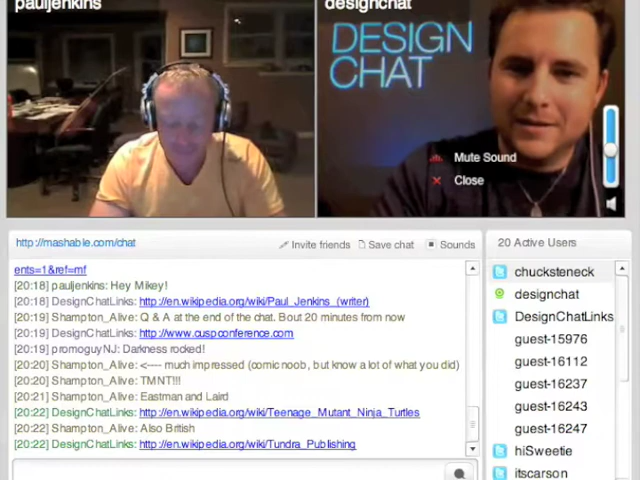 pauljenkins
designchat
DESIGN
CHAT
Mute Sound
Close
http://mashable.com/chat
Invite friends
Save chat
Sounds
20 Active Users
ents=1&ref=mf
[20:18] pauljenkins: Hey Mikey!
[20:18] DesignChatLinks: http://en.wikipedia.org/wiki/Paul_Jenkins_(writer)
[20:19] Shampton_Alive: Q & A at the end of the chat. Bout 20 minutes from now
[20:19] DesignChatLinks: http://www.cuspconference.com
[20:19] promoguyNJ: Darkness rocked!
[20:20] Shampton_Alive: <---- much impressed (comic noob, but know a lot of what you did)
[20:20] Shampton_Alive: TMNT!!!
[20:21] Shampton_Alive: Eastman and Laird
[20:22] DesignChatLinks: http://en.wikipedia.org/wiki/Teenage_Mutant_Ninja_Turtles
[20:22] Shampton_Alive: Also British
[20:22] DesignChatLinks: http://en.wikipedia.org/wiki/Tundra_Publishing
chucksteneck
designchat
DesignChatLinks
guest-15976
guest-16112
guest-16237
guest-16243
guest-16247
hiSweetie
itscarson